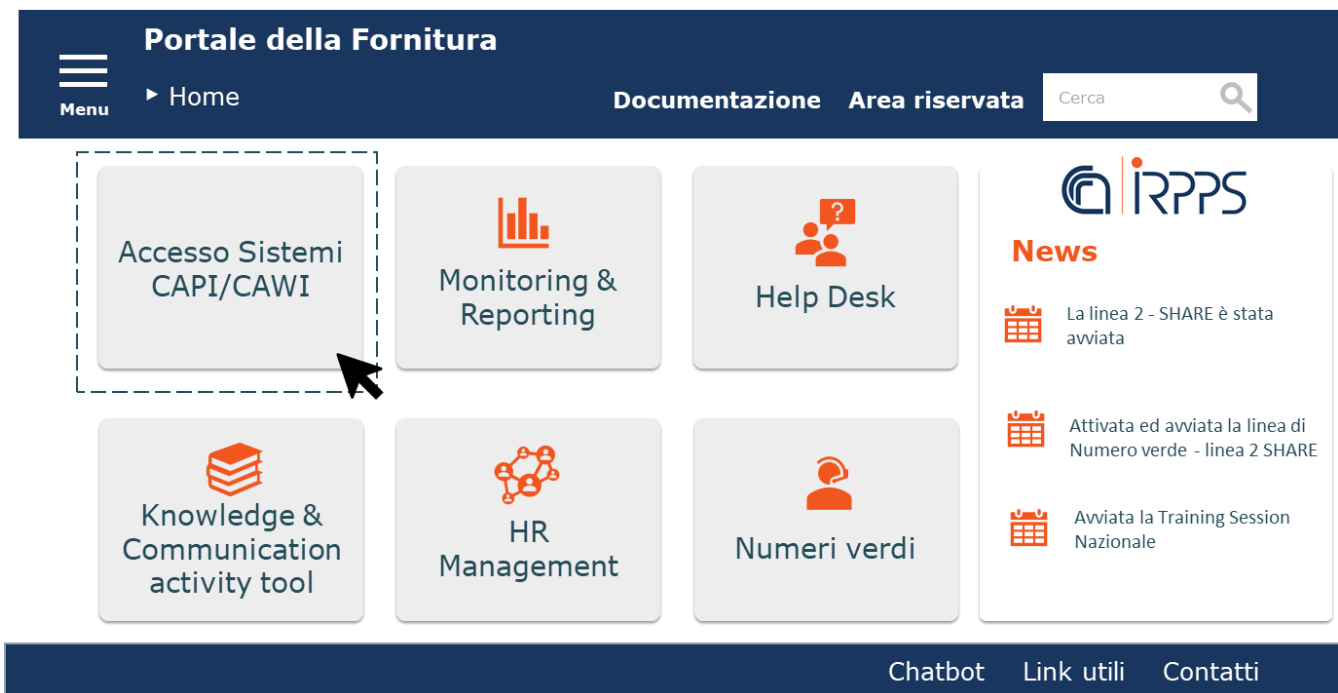 Portale della Fornitura
Menu
Home
Documentazione
Area riservata
Cerca
Accesso Sistemi
CAPI/CAWI
Monitoring &
Reporting
?
Help Desk
Knowledge &
Communication
activity tool
HR
Management
Numeri verdi
IRPPS
News
La linea 2 - SHARE è stata
avviata
Attivata ed avviata la linea di
Numero verde - linea 2 SHARE
Avviata la Training Session
Nazionale
Chatbot
Link utili
Contatti